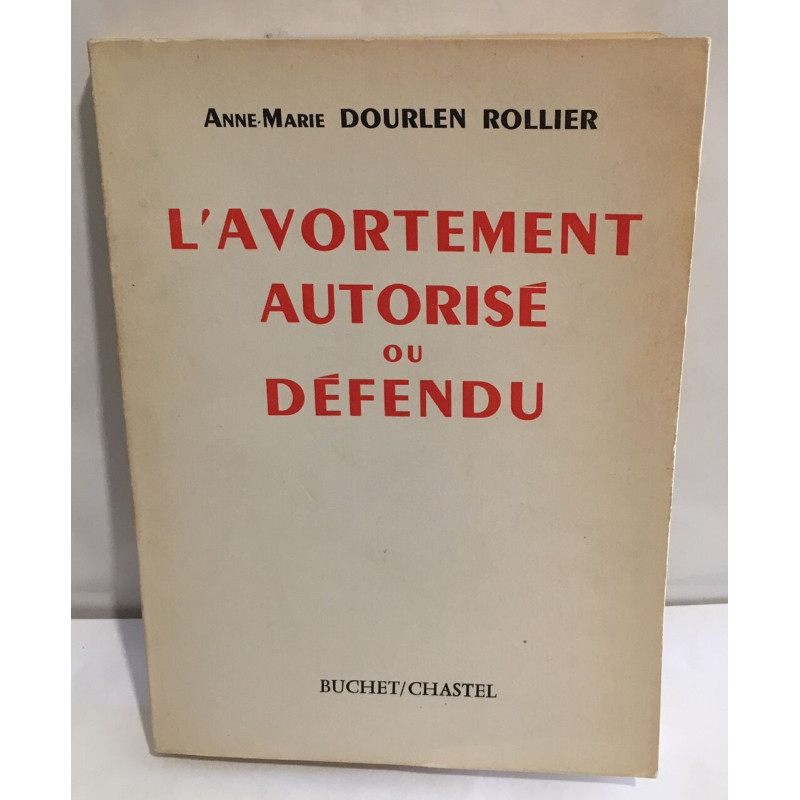 ANNE-MARIE DOURLEN ROLLIER
L'AVORTEMENT
AUTORISÉ
OU
DÉFENDU
BUCHET/CHASTEL